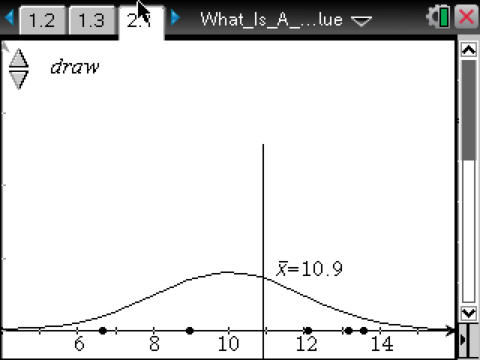 1.2 1.3 2.1 What_Is_A_...lue
draw
x̄=10.9
6 8 10 12 14